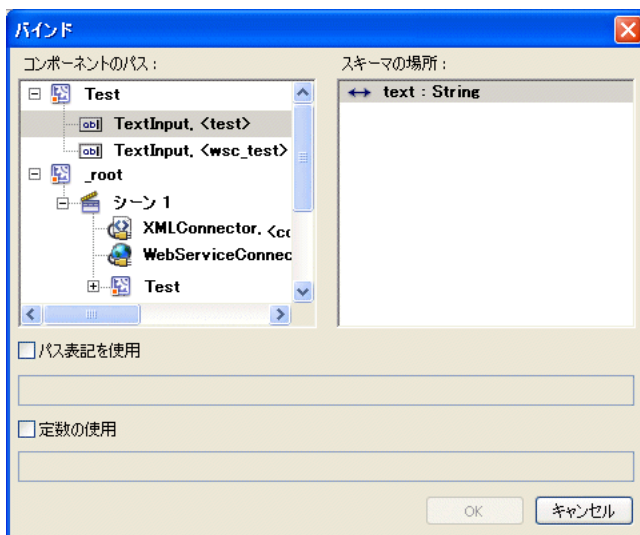 バインド
コンポーネントのパス：
スキーマの場所：
Test
text : String
TextInput, <test>
TextInput, <wsc_test>
_root
シーン 1
XMLConnector, <cc
WebServiceConnec
Test
パス表記を使用
定数の使用
OK
キャンセル